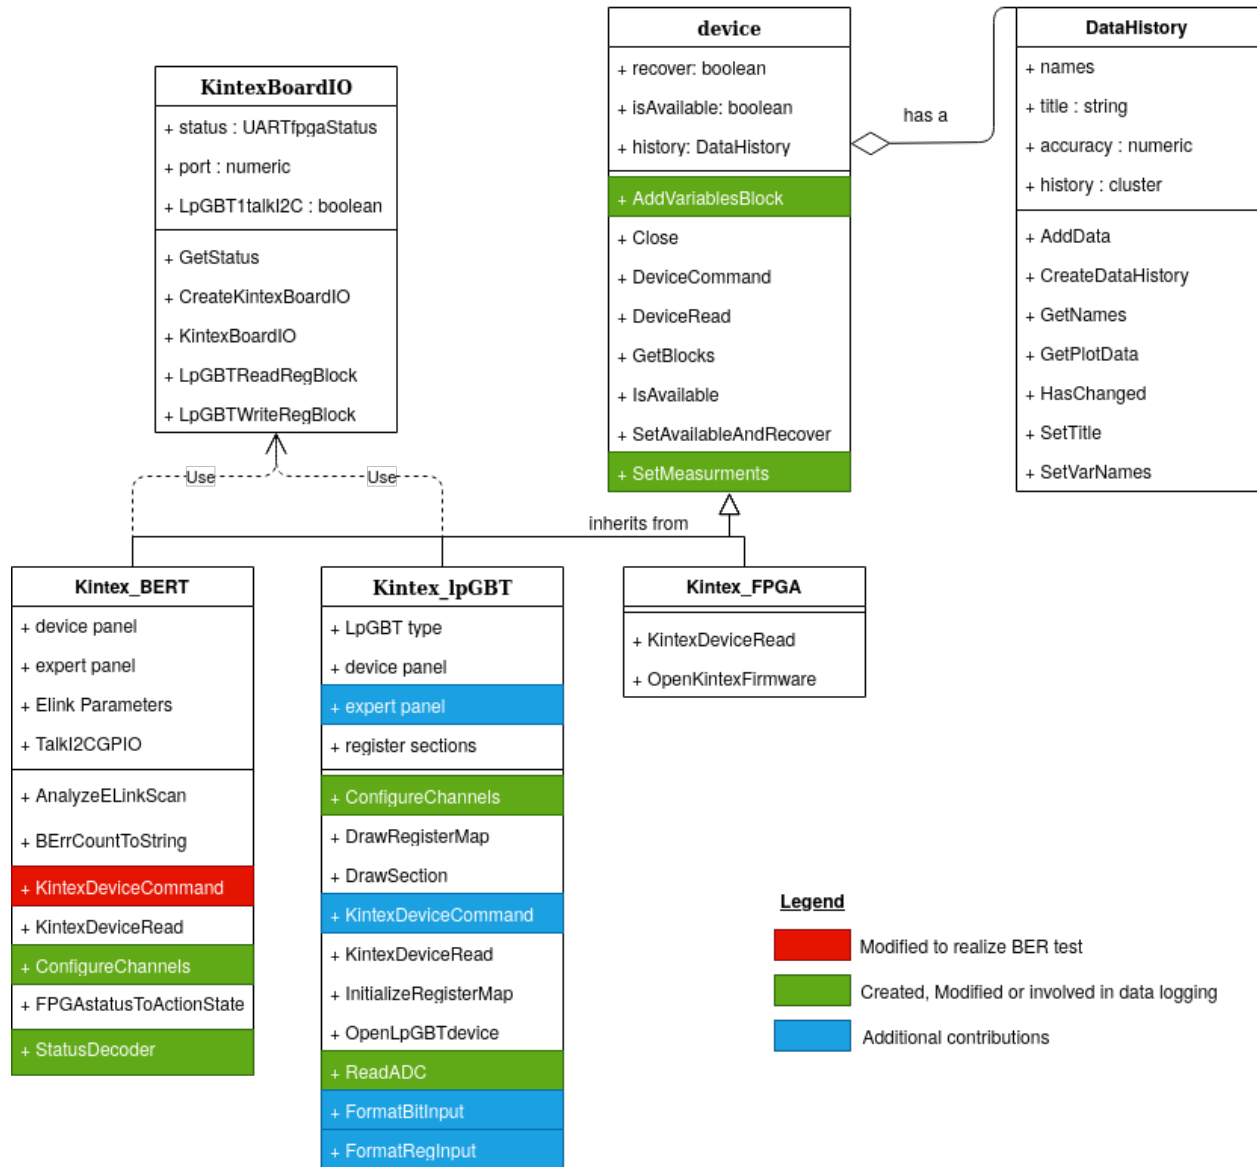 KintexBoardIO
+ status : UARTfpgaStatus
+ port : numeric
+ LpGBT1talkI2C : boolean
+ GetStatus
+ CreateKintexBoardIO
+ KintexBoardIO
+ LpGBTReadRegBlock
+ LpGBTWriteRegBlock
device
+ recover: boolean
+ isAvailable: boolean
+ history: DataHistory
+ AddVariablesBlock
+ Close
+ DeviceCommand
+ DeviceRead
+ GetBlocks
+ IsAvailable
+ SetAvailableAndRecover
+ SetMeasurments
has a
DataHistory
+ names
+ title : string
+ accuracy : numeric
+ history : cluster
+ AddData
+ CreateDataHistory
+ GetNames
+ GetPlotData
+ HasChanged
+ SetTitle
+ SetVarNames
Use
Use
inherits from
Kintex_BERT
+ device panel
+ expert panel
+ Elink Parameters
+ TalkI2CGPIO
+ AnalyzeELinkScan
+ BErrCountToString
+ KintexDeviceCommand
+ KintexDeviceRead
+ ConfigureChannels
+ FPGAstatusToActionState
+ StatusDecoder
Kintex_lpGBT
+ LpGBT type
+ device panel
+ expert panel
+ register sections
+ ConfigureChannels
+ DrawRegisterMap
+ DrawSection
+ KintexDeviceCommand
+ KintexDeviceRead
+ InitializeRegisterMap
+ OpenLpGBTdevice
+ ReadADC
+ FormatBitInput
+ FormatRegInput
Kintex_FPGA
+ KintexDeviceRead
+ OpenKintexFirmware
Legend
Modified to realize BER test
Created, Modified or involved in data logging
Additional contributions